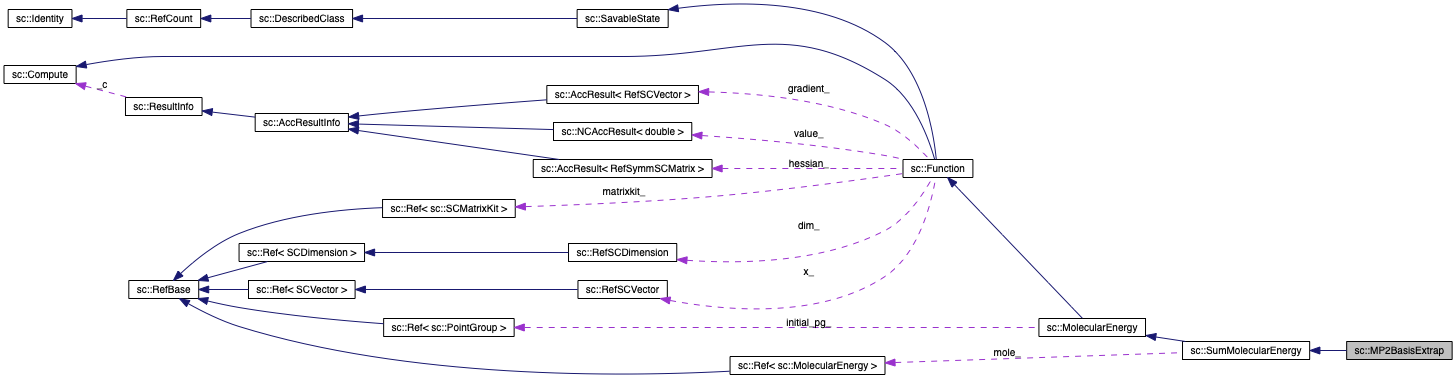 sc::Identity
sc::RefCount
sc::DescribedClass
sc::SavableState
sc::Compute
_c
sc::ResultInfo
sc::AccResultInfo
sc::AccResult< RefSCVector >
gradient_
sc::NCAccResult< double >
value_
sc::AccResult< RefSymmSCMatrix >
hessian_
sc::Function
matrixkit_
sc::Ref< sc::SCMatrixKit >
dim_
sc::Ref< SCDimension >
sc::RefSCDimension
x_
sc::RefBase
sc::Ref< SCVector >
sc::RefSCVector
sc::Ref< sc::PointGroup >
initial_pg_
sc::MolecularEnergy
mole_
sc::SumMolecularEnergy
sc::MP2BasisExtrap
sc::Ref< sc::MolecularEnergy >